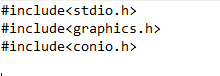 #include<stdio.h>
#include<graphics.h>
#include<conio.h>